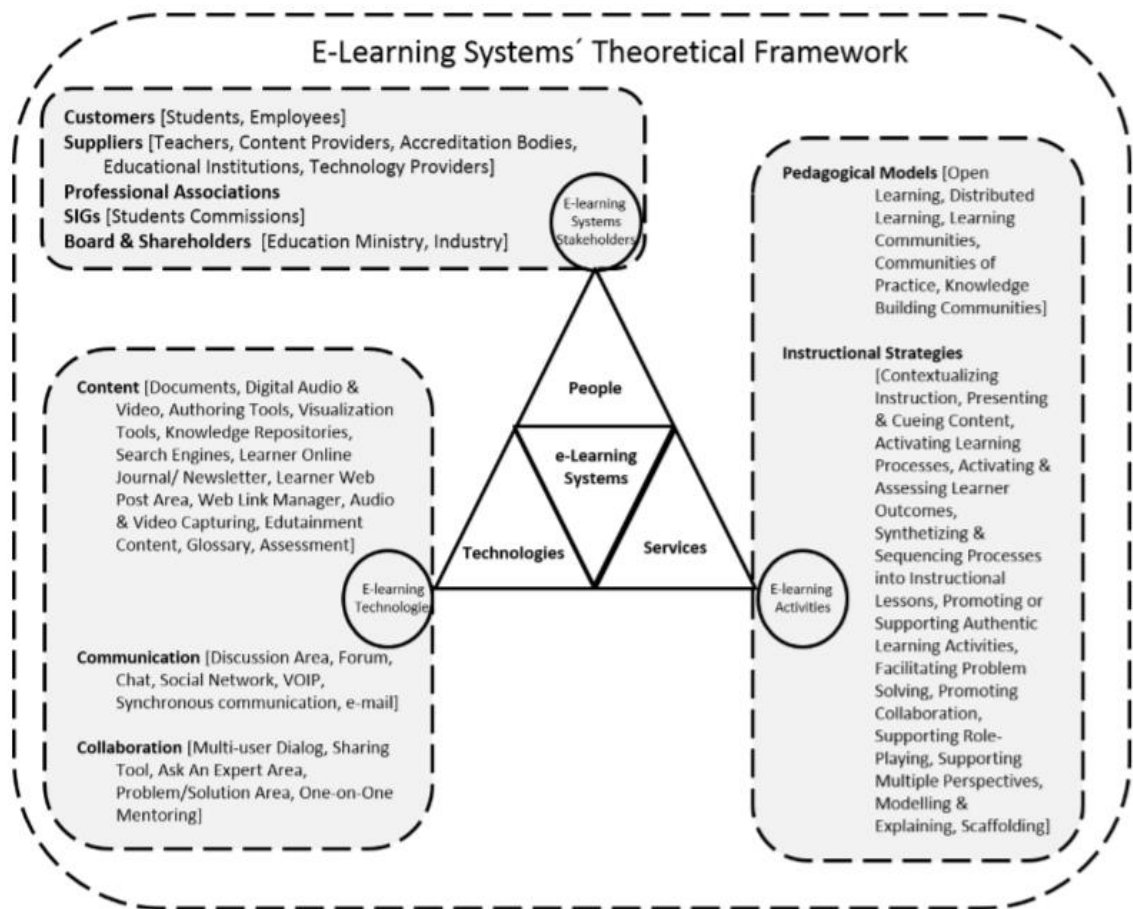 E-Learning Systems´ Theoretical Framework
Customers [Students, Employees]
Suppliers [Teachers, Content Providers, Accreditation Bodies,
Educational Institutions, Technology Providers]
Professional Associations
SIGs [Students Commissions]
Board & Shareholders [Education Ministry, Industry]
E-learning
Systems
Stakeholders
Pedagogical Models [Open
Learning, Distributed
Learning, Learning
Communities,
Communities of
Practice, Knowledge
Building Communities]
Instructional Strategies
[Contextualizing
Instruction, Presenting
& Cueing Content,
Activating Learning
Processes, Activating &
Assessing Learner
Outcomes,
Synthetizing &
Sequencing Processes
into Instructional
Lessons, Promoting or
Supporting Authentic
Learning Activities,
Facilitating Problem
Solving, Promoting
Collaboration,
Supporting Role-
Playing, Supporting
Multiple Perspectives,
Modelling &
Explaining, Scaffolding]
People
e-Learning
Systems
Technologies
Services
Content [Documents, Digital Audio &
Video, Authoring Tools, Visualization
Tools, Knowledge Repositories,
Search Engines, Learner Online
Journal/ Newsletter, Learner Web
Post Area, Web Link Manager, Audio
& Video Capturing, Edutainment
Content, Glossary, Assessment]
E-learning
Technologie
E-learning
Activities
Communication [Discussion Area, Forum,
Chat, Social Network, VOIP,
Synchronous communication, e-mail]
Collaboration [Multi-user Dialog, Sharing
Tool, Ask An Expert Area,
Problem/Solution Area, One-on-One
Mentoring]